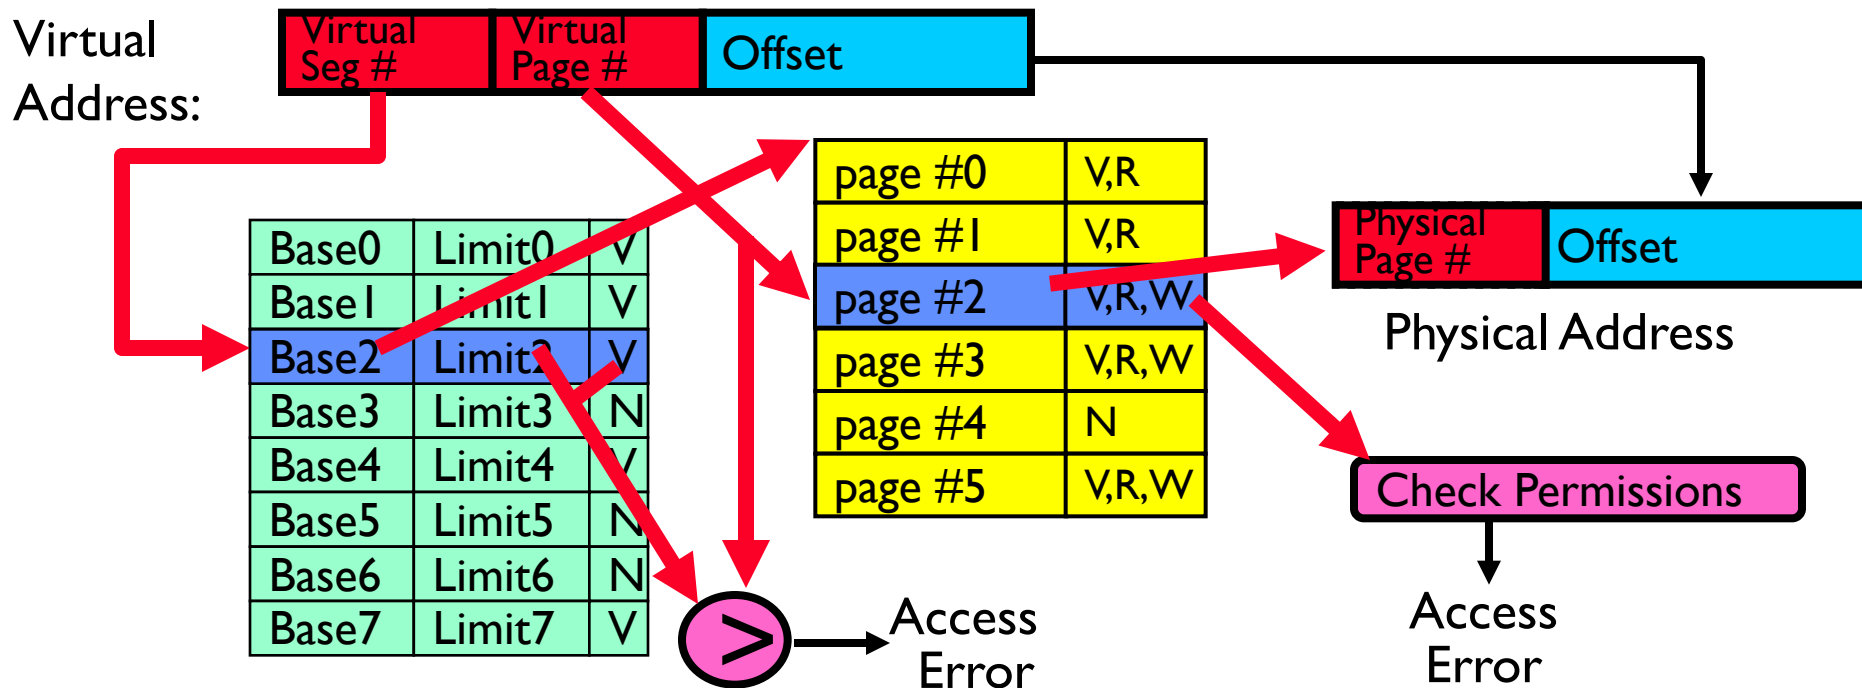 Virtual
Address:
Virtual
Seg #
Virtual
Page #
Offset
Base0 Limit0 V
Base1 Limit1 V
Base2 Limit2 V
Base3 Limit3 N
Base4 Limit4 V
Base5 Limit5 N
Base6 Limit6 N
Base7 Limit7 V
page #0 V,R
page #1 V,R
page #2 V,R,W
page #3 V,R,W
page #4 N
page #5 V,R,W
Physical
Page #
Offset
Physical Address
Check Permissions
>
Access
Error
Access
Error